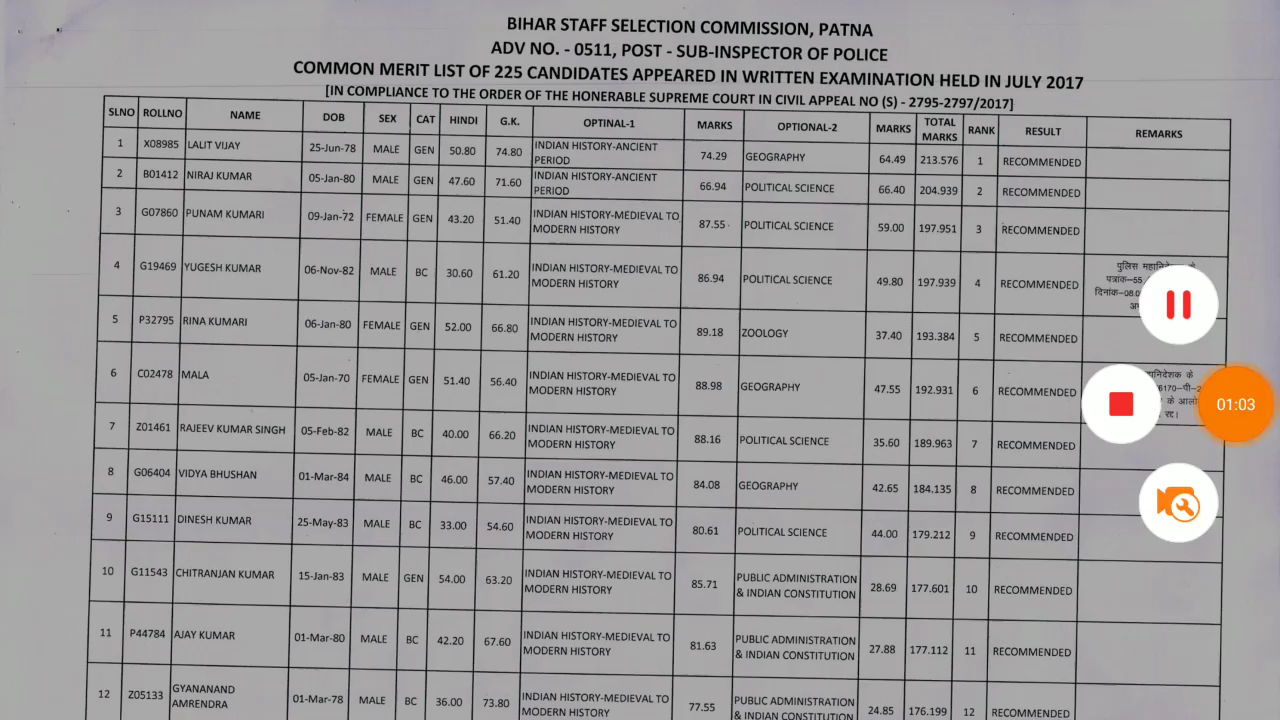 BIHAR STAFF SELECTION COMMISSION, PATNA
ADV NO. - 0511, POST - SUB-INSPECTOR OF POLICE
COMMON MERIT LIST OF 225 CANDIDATES APPEARED IN WRITTEN EXAMINATION HELD IN JULY 2017
[IN COMPLIANCE TO THE ORDER OF THE HONERABLE SUPREME COURT IN CIVIL APPEAL NO (S) - 2795-2797/2017]
SLNO ROLLNO NAME DOB SEX CAT HINDI G.K. OPTINAL-1 MARKS OPTIONAL-2 MARKS TOTAL MARKS RANK RESULT REMARKS
1 X08985 LALIT VIJAY 25-Jun-78 MALE GEN 50.80 74.80 INDIAN HISTORY-ANCIENT PERIOD 74.29 GEOGRAPHY 64.49 213.576 1 RECOMMENDED
2 B01412 NIRAJ KUMAR 05-Jan-80 MALE GEN 47.60 71.60 INDIAN HISTORY-ANCIENT PERIOD 66.94 POLITICAL SCIENCE 66.40 204.939 2 RECOMMENDED
3 G07860 PUNAM KUMARI 09-Jan-72 FEMALE GEN 43.20 51.40 INDIAN HISTORY-MEDIEVAL TO MODERN HISTORY 87.55 POLITICAL SCIENCE 59.00 197.951 3 RECOMMENDED
4 G19469 YUGESH KUMAR 06-Nov-82 MALE BC 30.60 61.20 INDIAN HISTORY-MEDIEVAL TO MODERN HISTORY 86.94 POLITICAL SCIENCE 49.80 197.939 4 RECOMMENDED पुलिस पत्रांक-55 दिनांक-08.0
5 P32795 RINA KUMARI 06-Jan-80 FEMALE GEN 52.00 66.80 INDIAN HISTORY-MEDIEVAL TO MODERN HISTORY 89.18 ZOOLOGY 37.40 193.384 5 RECOMMENDED
6 C02478 MALA 05-Jan-70 FEMALE GEN 51.40 56.40 INDIAN HISTORY-MEDIEVAL TO MODERN HISTORY 88.98 GEOGRAPHY 47.55 192.931 6 RECOMMENDED के के रद्द।
7 Z01461 RAJEEV KUMAR SINGH 05-Feb-82 MALE BC 40.00 66.20 INDIAN HISTORY-MEDIEVAL TO MODERN HISTORY 88.16 POLITICAL SCIENCE 35.60 189.963 7 RECOMMENDED
8 G06404 VIDYA BHUSHAN 01-Mar-84 MALE BC 46.00 57.40 INDIAN HISTORY-MEDIEVAL TO MODERN HISTORY 84.08 GEOGRAPHY 42.65 184.135 8 RECOMMENDED
9 G15111 DINESH KUMAR 25-May-83 MALE BC 33.00 54.60 INDIAN HISTORY-MEDIEVAL TO MODERN HISTORY 80.61 POLITICAL SCIENCE 44.00 179.212 9 RECOMMENDED
10 G11543 CHITRANJAN KUMAR 15-Jan-83 MALE GEN 54.00 63.20 INDIAN HISTORY-MEDIEVAL TO MODERN HISTORY 85.71 PUBLIC ADMINISTRATION & INDIAN CONSTITUTION 28.69 177.601 10 RECOMMENDED
11 P44784 AJAY KUMAR 01-Mar-80 MALE BC 42.20 67.60 INDIAN HISTORY-MEDIEVAL TO MODERN HISTORY 81.63 PUBLIC ADMINISTRATION & INDIAN CONSTITUTION 27.88 177.112 11 RECOMMENDED
12 Z05133 GYANANAND AMRENDRA 01-Mar-78 MALE BC 36.00 73.80 INDIAN HISTORY-MEDIEVAL TO MODERN HISTORY 77.55 PUBLIC ADMINISTRATION & INDIAN CONSTITUTION 24.85 176.199 12 RECOMMENDED
01:03